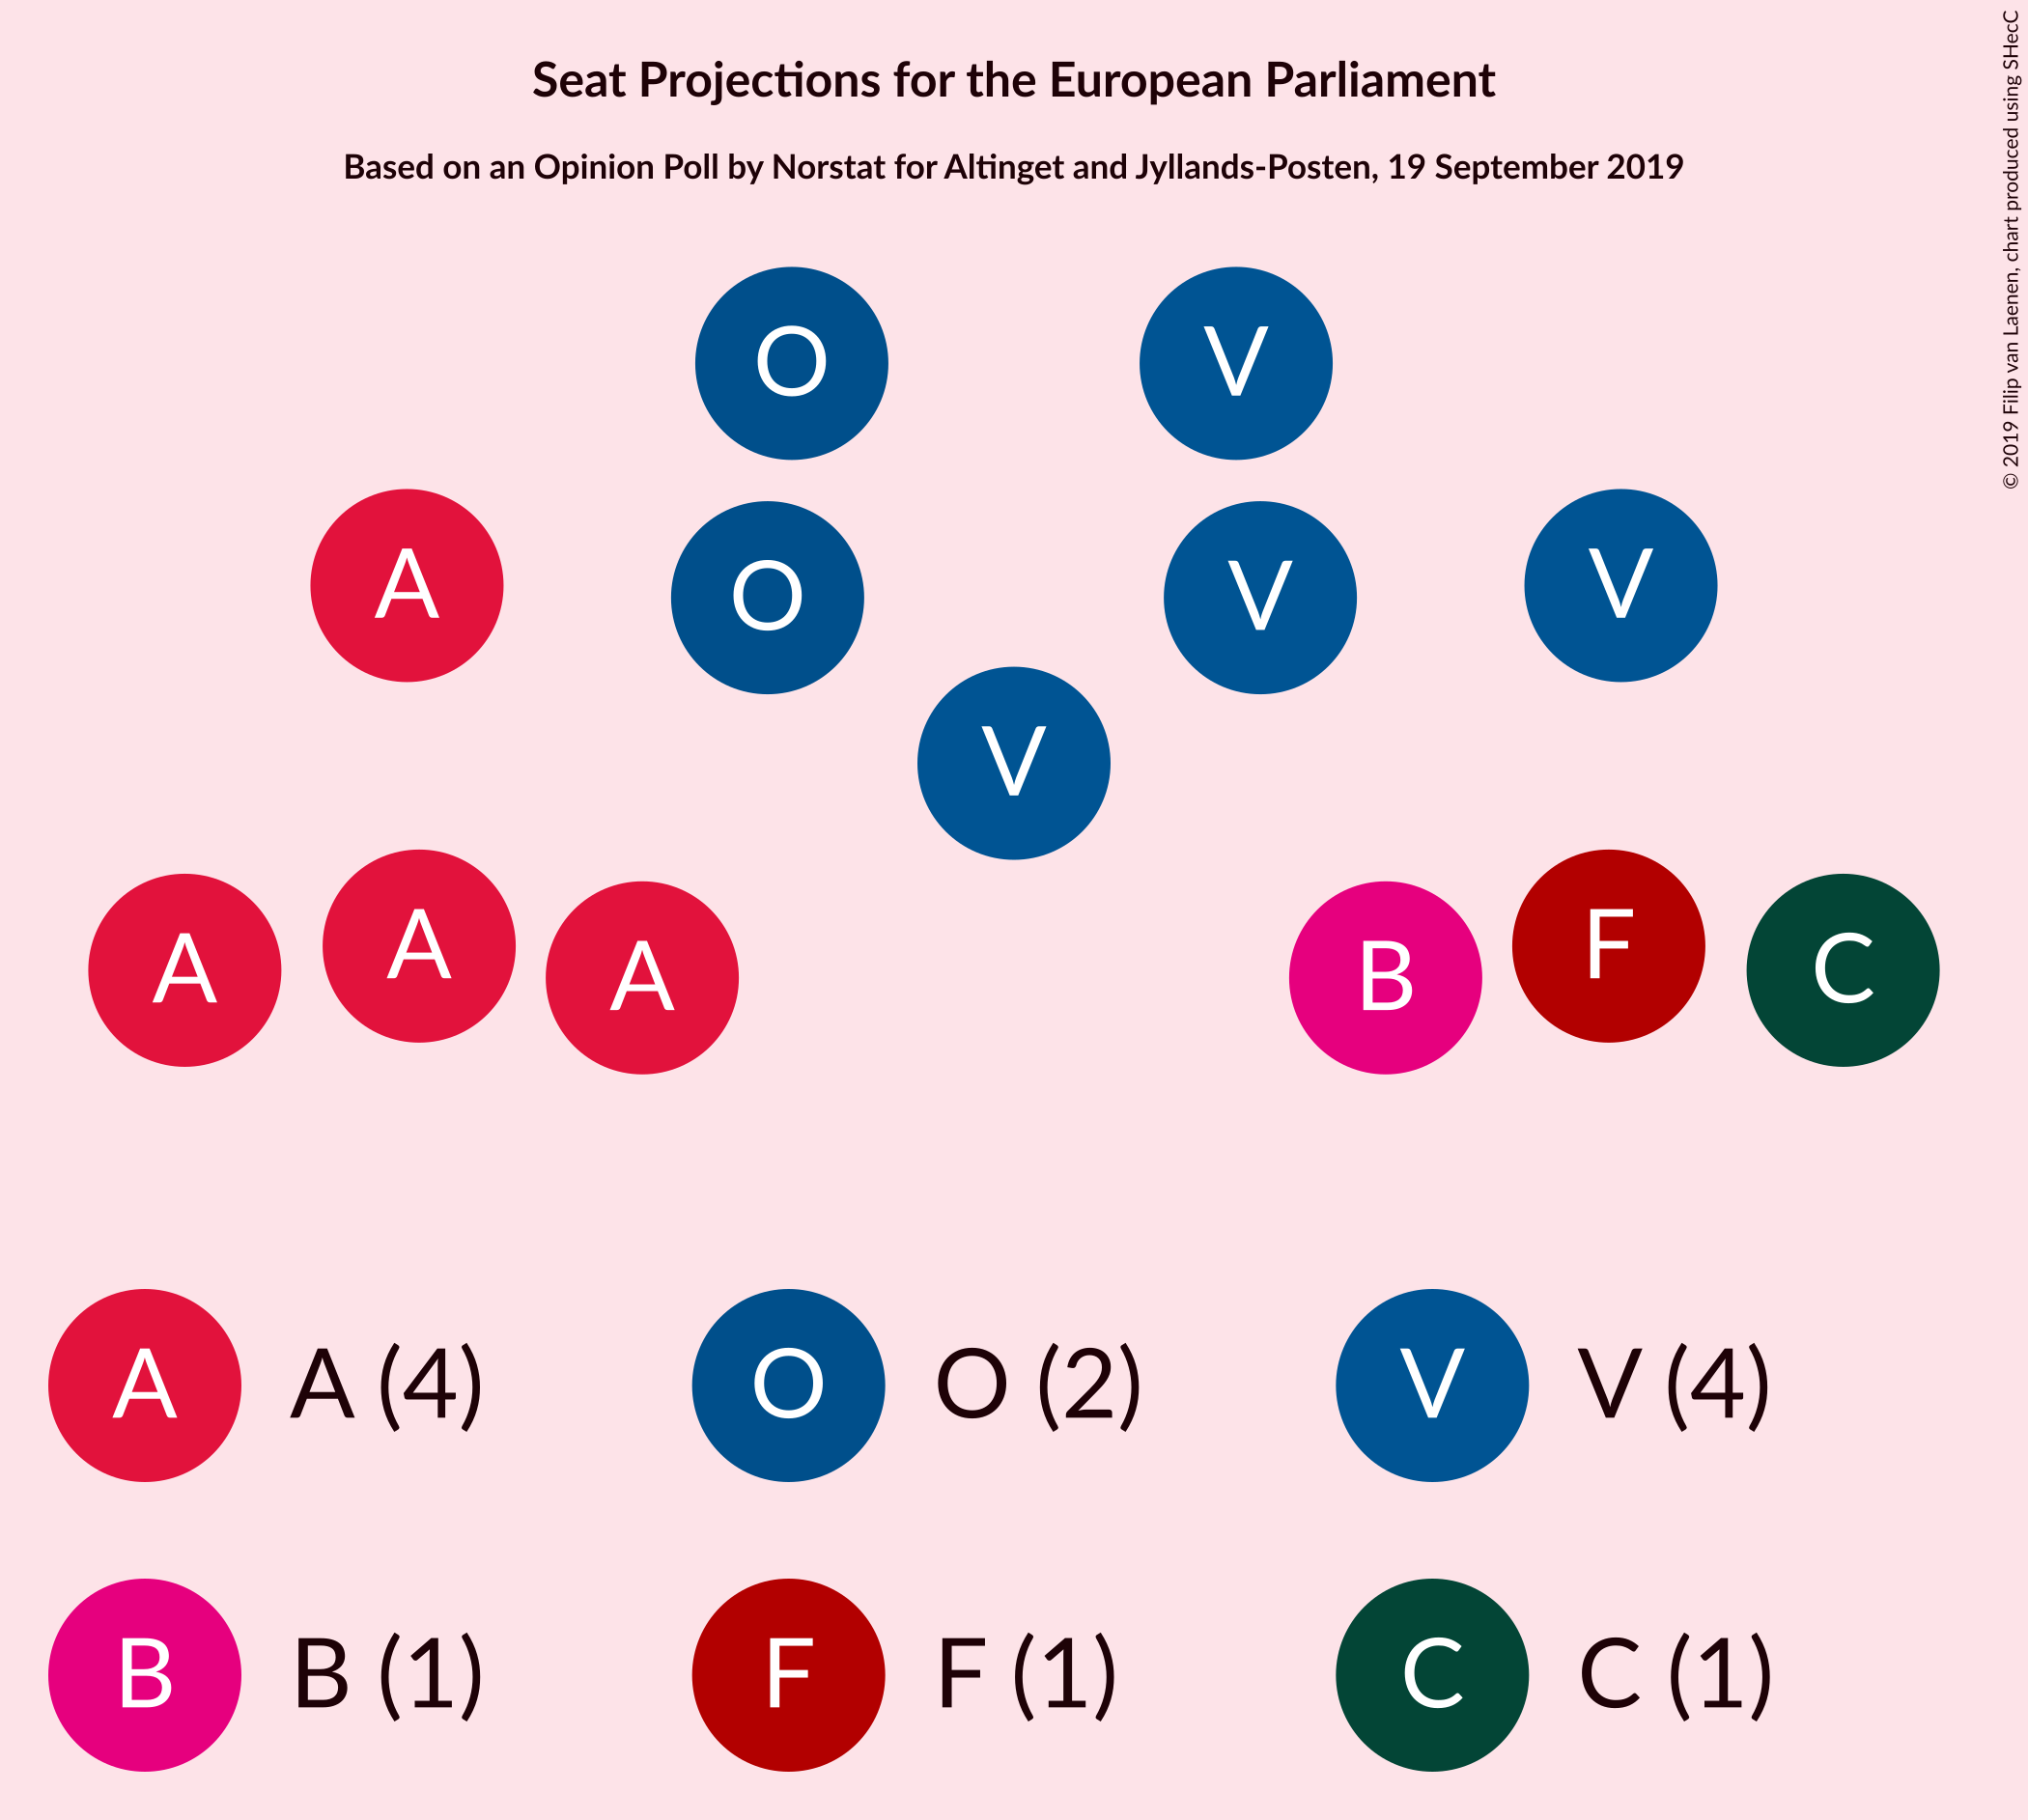 Seat Projections for the European Parliament
Based on an Opinion Poll by Norstat for Altinget and Jyllands-Posten, 19 September 2019
© 2019 Filip van Laenen, chart produced using SHecC
O V
A O V V
V
A A A B F C
A A (4) O O (2) V V (4)
B B (1) F F (1) C C (1)